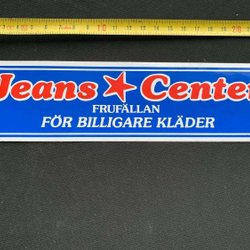 Jeans Center
FRUFÄLLAN
FÖR BILLIGARE KLÄDER